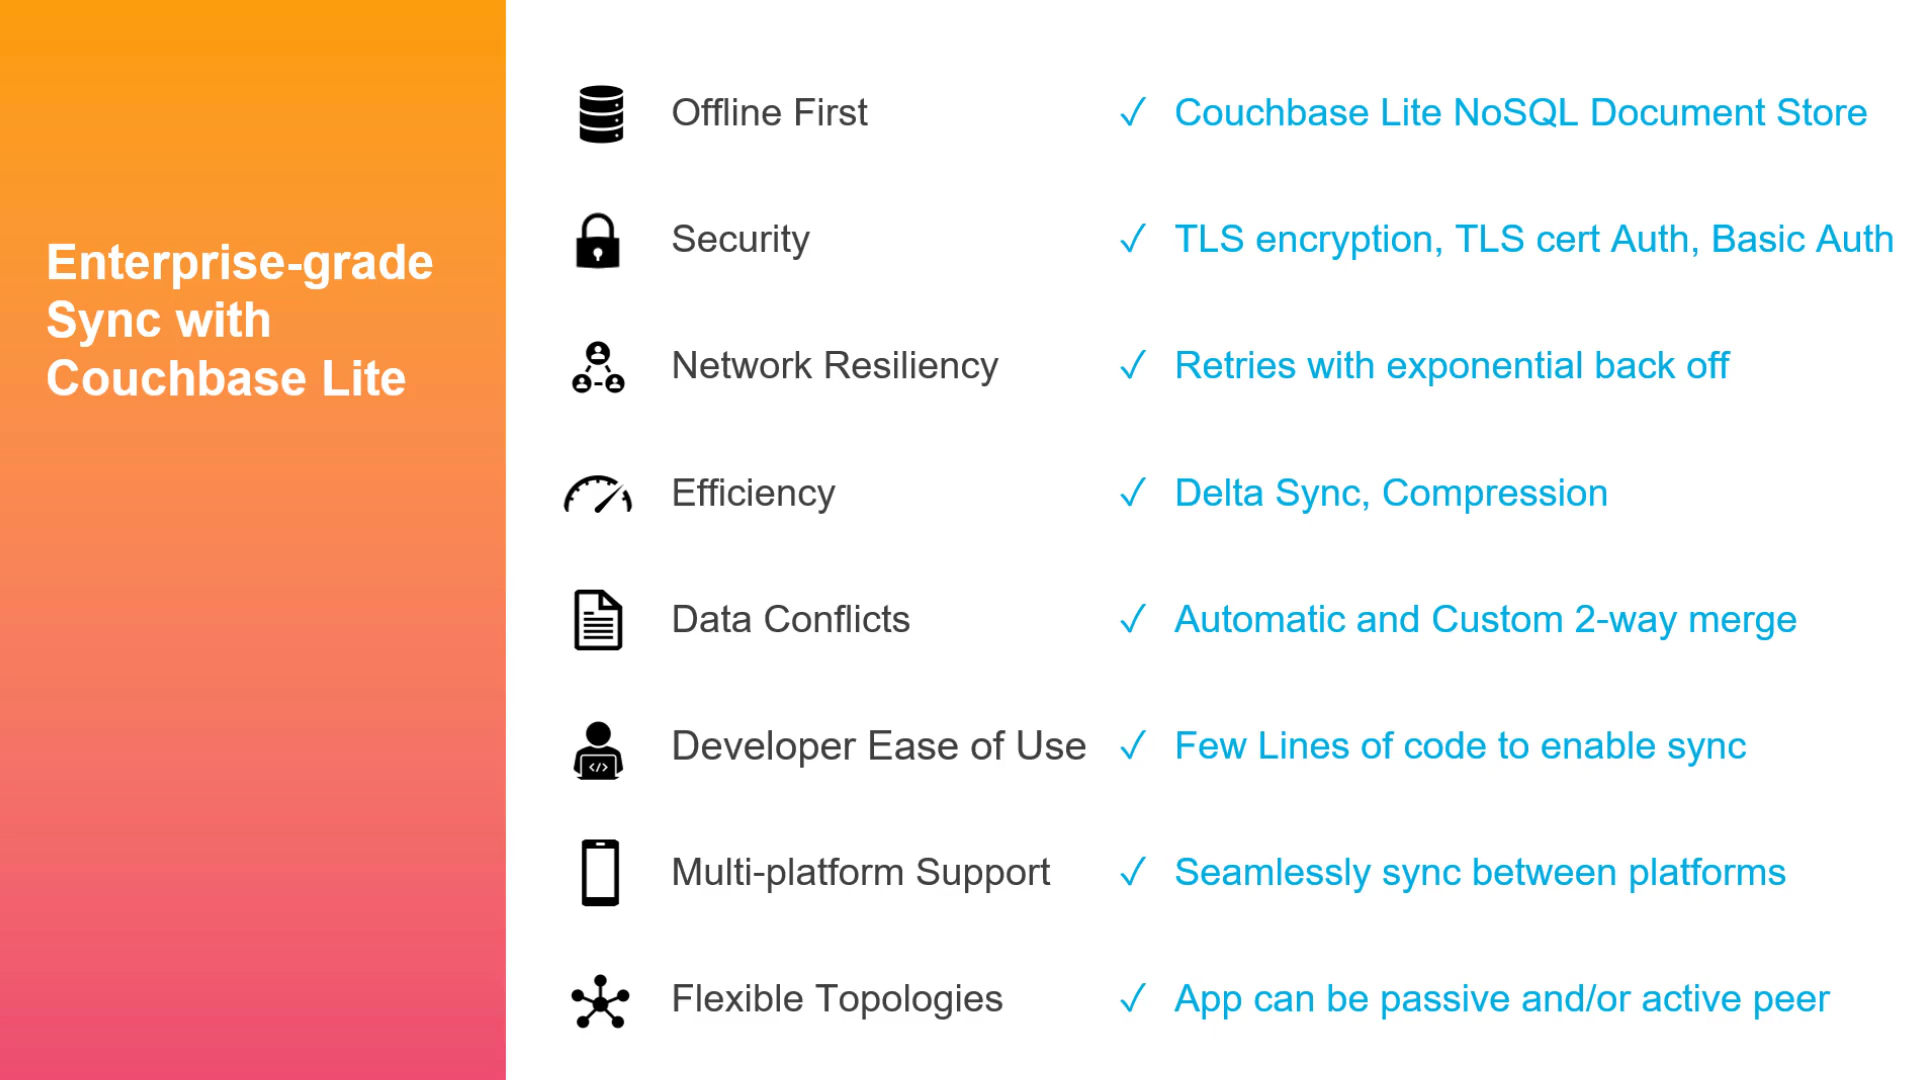 Enterprise-grade
Sync with
Couchbase Lite
Offline First ✓ Couchbase Lite NoSQL Document Store
Security ✓ TLS encryption, TLS cert Auth, Basic Auth
Network Resiliency ✓ Retries with exponential back off
Efficiency ✓ Delta Sync, Compression
Data Conflicts ✓ Automatic and Custom 2-way merge
</> Developer Ease of Use ✓ Few Lines of code to enable sync
Multi-platform Support ✓ Seamlessly sync between platforms
Flexible Topologies ✓ App can be passive and/or active peer